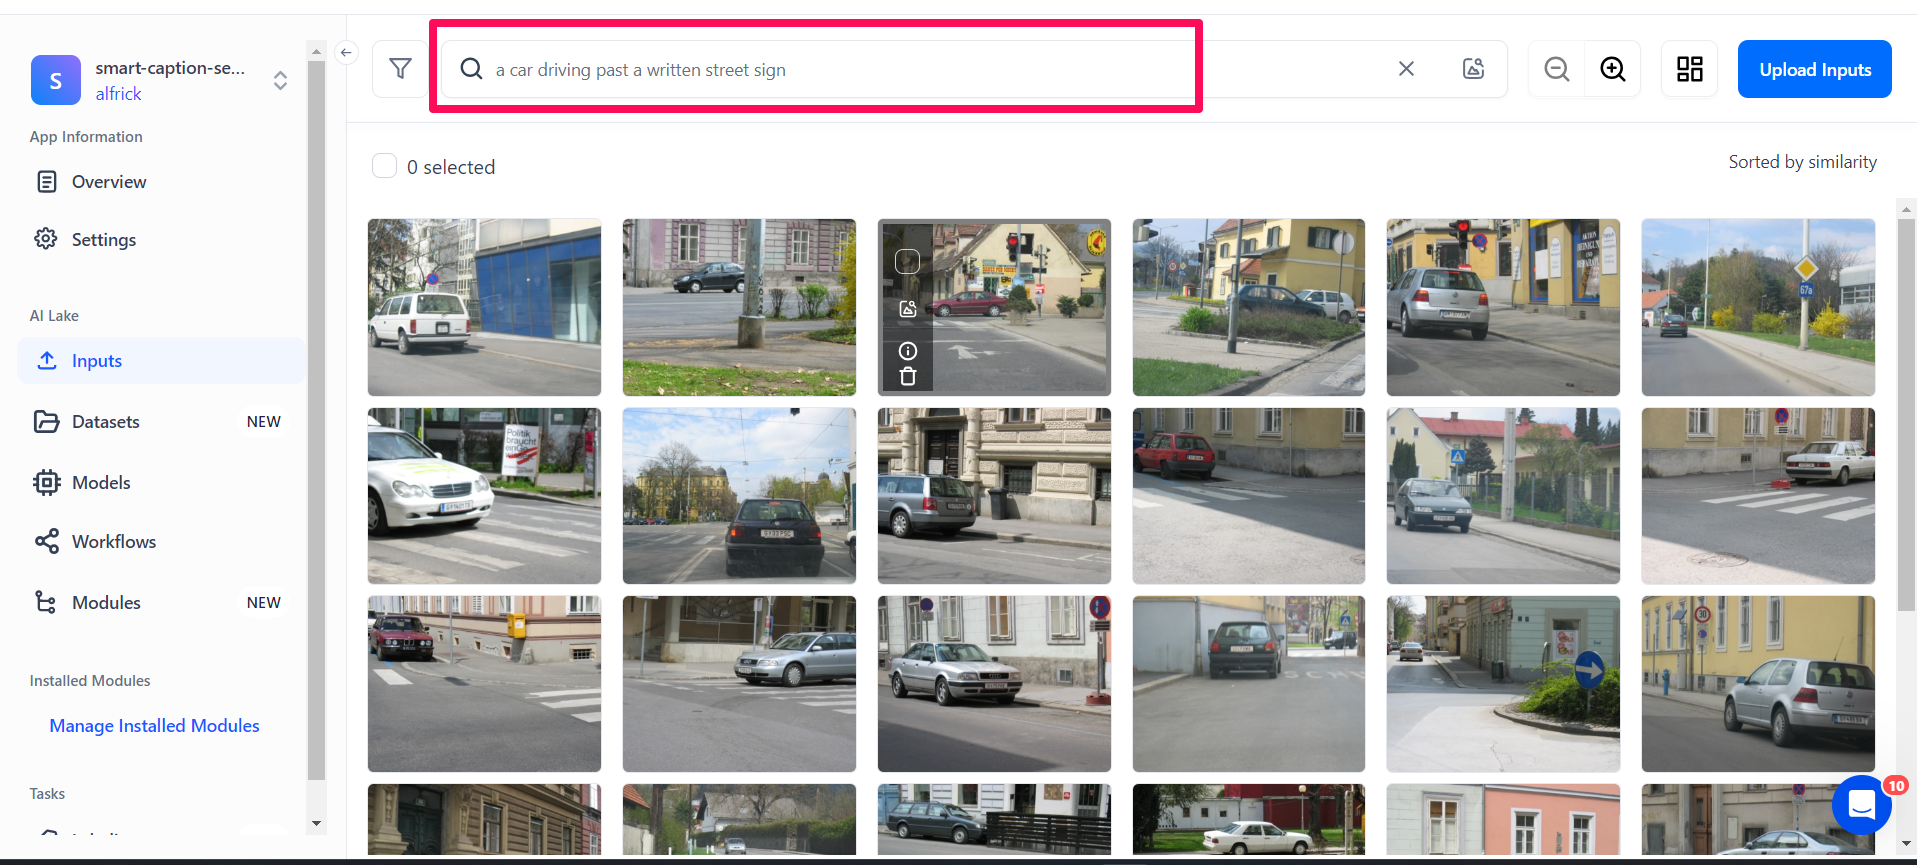 S
smart-caption-se...
alfrick
a car driving past a written street sign
Upload Inputs
App Information
0 selected
Sorted by similarity
Overview
Settings
AI Lake
Inputs
Datasets NEW
Models
Workflows
Modules NEW
Installed Modules
Manage Installed Modules
Tasks
67a
Politik
braucht
30
10